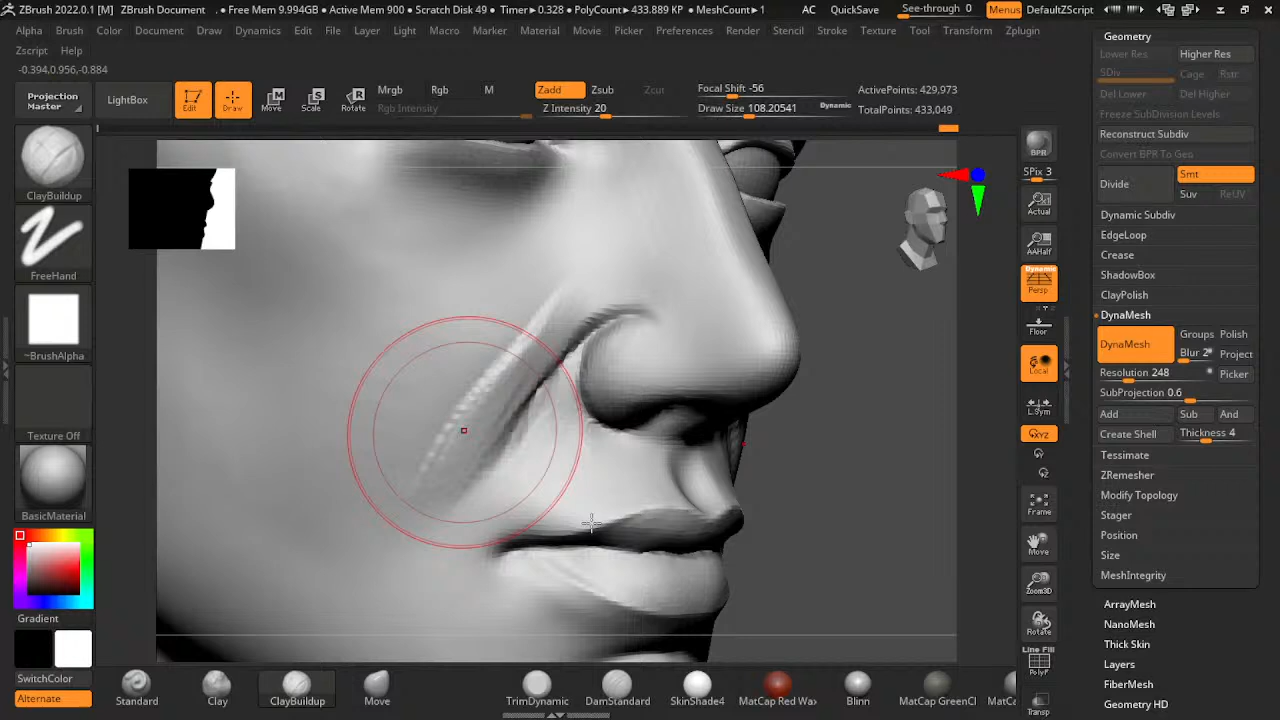 ZBrush 2022.0.1 [M] ZBrush Document . • Free Mem 9.994GB • Active Mem 900 • Scratch Disk 49 • Timer▸0.328 • PolyCount▸433.889 KP • MeshCount▸1 AC QuickSave See-through 0 Menus DefaultZScript
Alpha Brush Color Document Draw Dynamics Edit File Layer Light Macro Marker Material Movie Picker Preferences Render Stencil Stroke Texture Tool Transform Zplugin
Zscript Help
-0.394,0.956,-0.884
Projection Master
LightBox
Edit
Draw
Move
Scale
Rotate
Mrgb Rgb M
Rgb Intensity
Zadd Zsub Zcut
Z Intensity 20
Focal Shift -56
Draw Size 108.20541 Dynamic
ActivePoints: 429,973
TotalPoints: 433,049
ClayBuildup
FreeHand
~BrushAlpha
Texture Off
BasicMaterial
Gradient
SwitchColor
Alternate
BPR
SPix 3
Actual
AAHalf
Dynamic
Persp
Floor
Local
L.Sym
XYZ
Frame
Move
Zoom3D
Rotate
Line Fill
PolyF
Transp
Geometry
Lower Res Higher Res
SDiv Cage Rstr
Del Lower Del Higher
Freeze SubDivision Levels
Reconstruct Subdiv
Convert BPR To Geo
Divide Smt
Suv ReUV
Dynamic Subdiv
EdgeLoop
Crease
ShadowBox
ClayPolish
DynaMesh
DynaMesh Groups Polish
Blur 2 Project
Resolution 248 Picker
SubProjection 0.6
Add Sub And
Create Shell Thickness 4
Tessimate
ZRemesher
Modify Topology
Stager
Position
Size
MeshIntegrity
ArrayMesh
NanoMesh
Thick Skin
Layers
FiberMesh
Geometry HD
Standard Clay ClayBuildup Move TrimDynamic DamStandard SkinShade4 MatCap Red Wax Blinn MatCap GreenCl MatCa